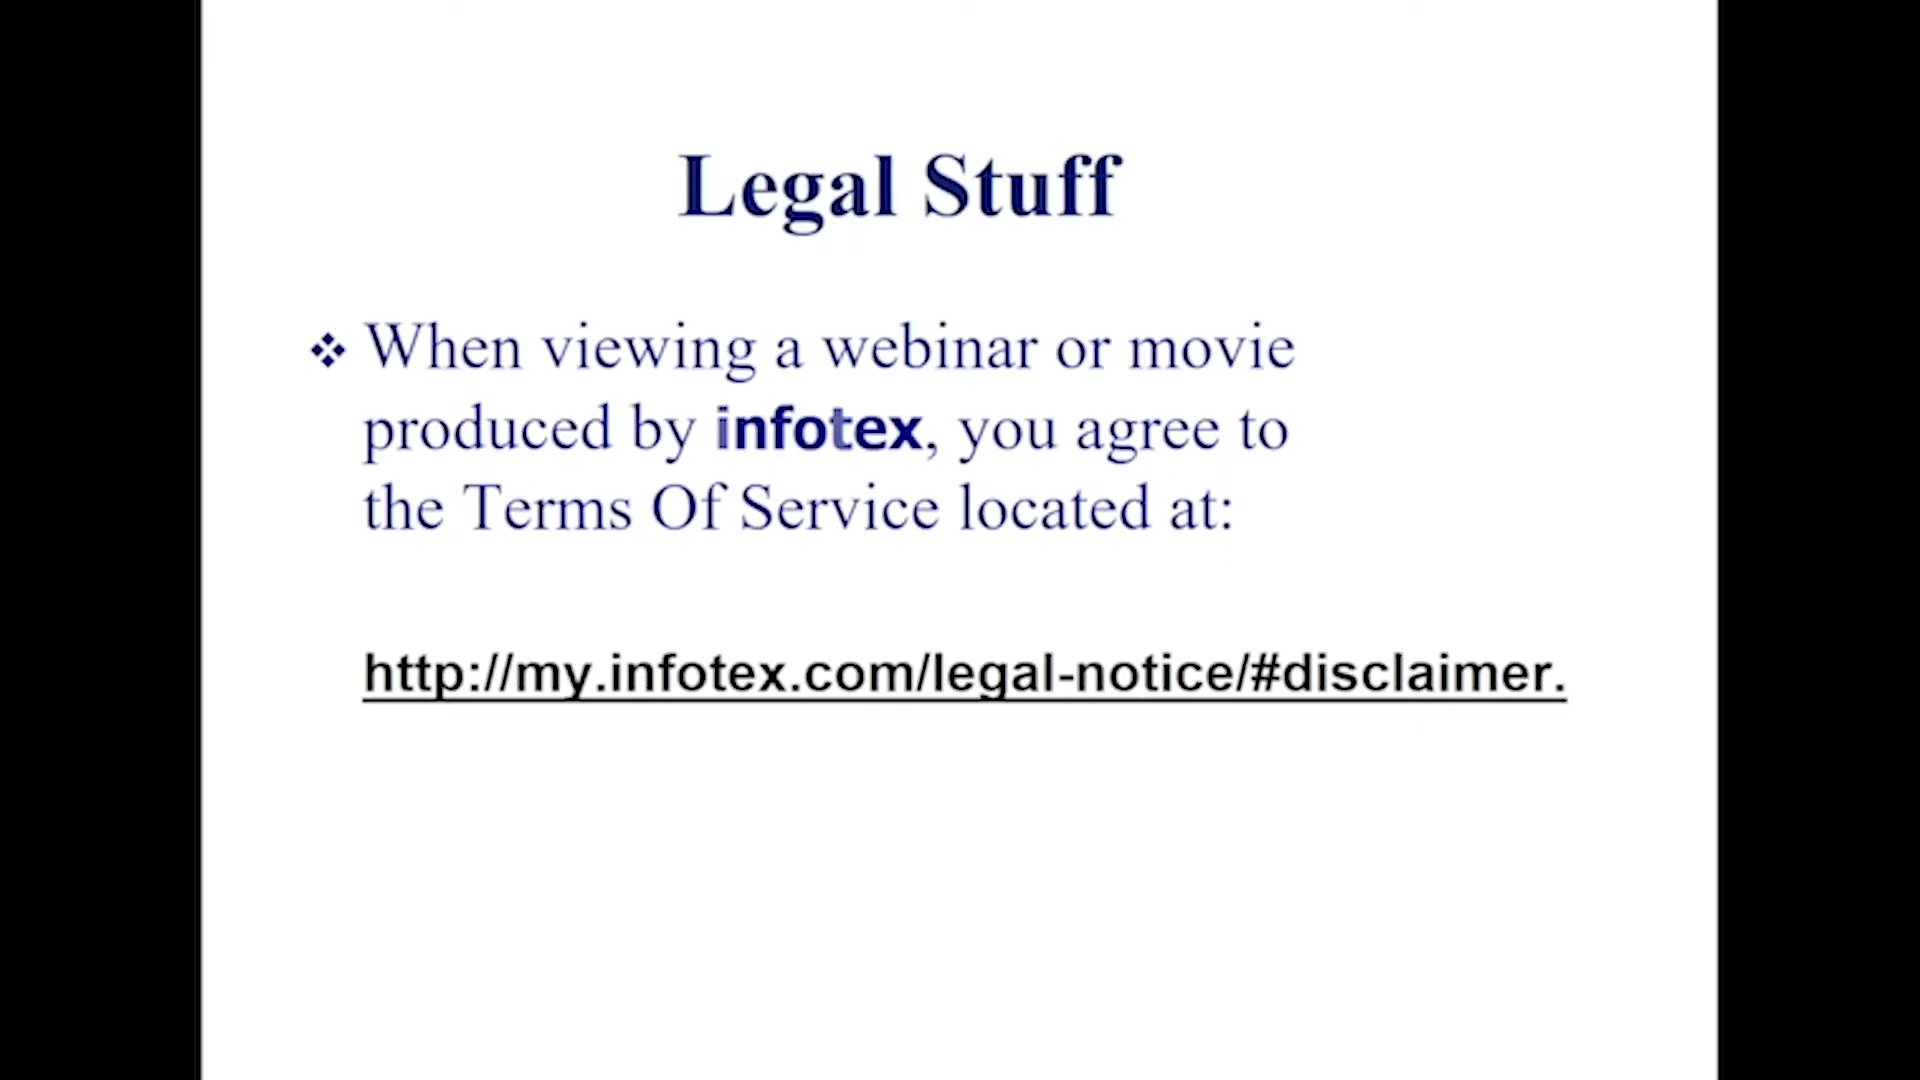 Legal Stuff
❖ When viewing a webinar or movie
produced by infotex, you agree to
the Terms Of Service located at:
http://my.infotex.com/legal-notice/#disclaimer.